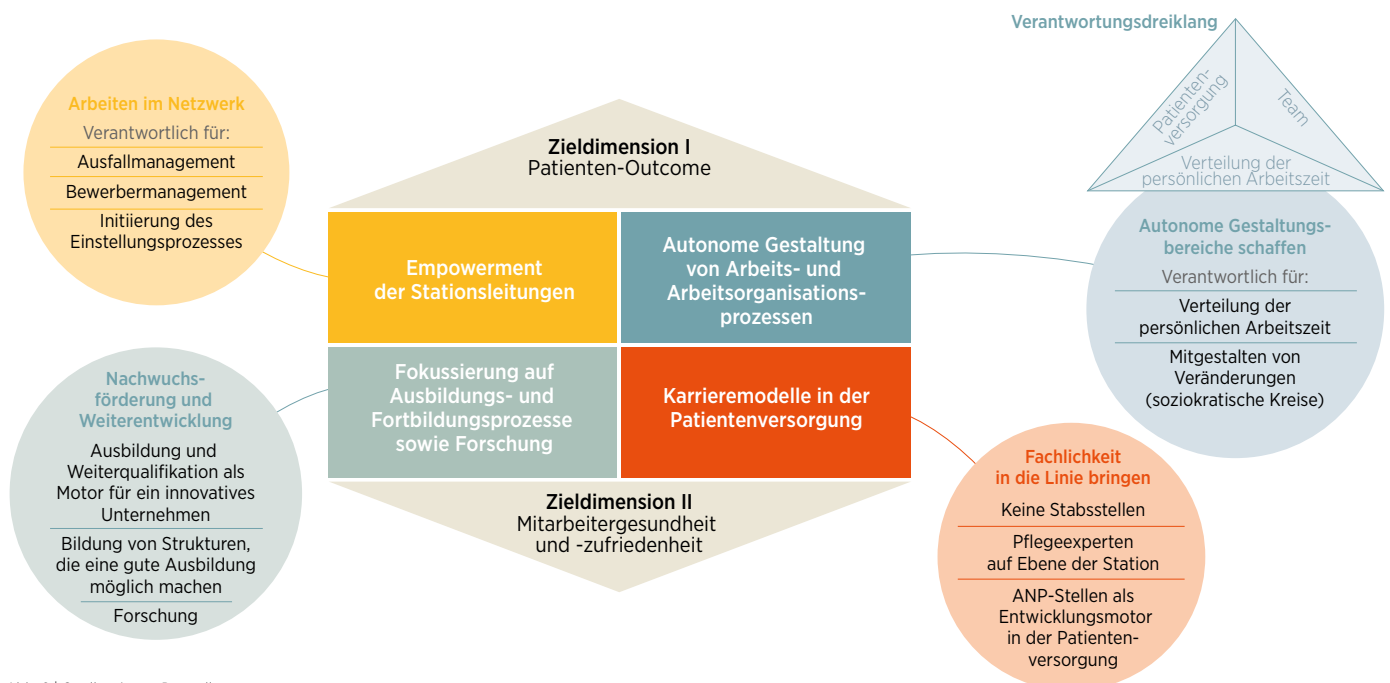 Verantwortungsdreiklang
Patienten-
versorgung
Team
Verteilung der
persönlichen Arbeitszeit
Arbeiten im Netzwerk
Verantwortlich für:
Ausfallmanagement
Bewerbermanagement
Initiierung des
Einstellungsprozesses
Zieldimension I
Patienten-Outcome
Empowerment
der Stationsleitungen
Autonome Gestaltung
von Arbeits- und
Arbeitsorganisations-
prozessen
Autonome Gestaltungs-
bereiche schaffen
Verantwortlich für:
Verteilung der
persönlichen Arbeitszeit
Mitgestalten von
Veränderungen
(soziokratische Kreise)
Nachwuchs-
förderung und
Weiterentwicklung
Ausbildung und
Weiterqualifikation als
Motor für ein innovatives
Unternehmen
Bildung von Strukturen,
die eine gute Ausbildung
möglich machen
Forschung
Fokussierung auf
Ausbildungs- und
Fortbildungsprozesse
sowie Forschung
Karrieremodelle in der
Patientenversorgung
Zieldimension II
Mitarbeitergesundheit
und -zufriedenheit
Fachlichkeit
in die Linie bringen
Keine Stabsstellen
Pflegeexperten
auf Ebene der Station
ANP-Stellen als
Entwicklungsmotor
in der Patienten-
versorgung